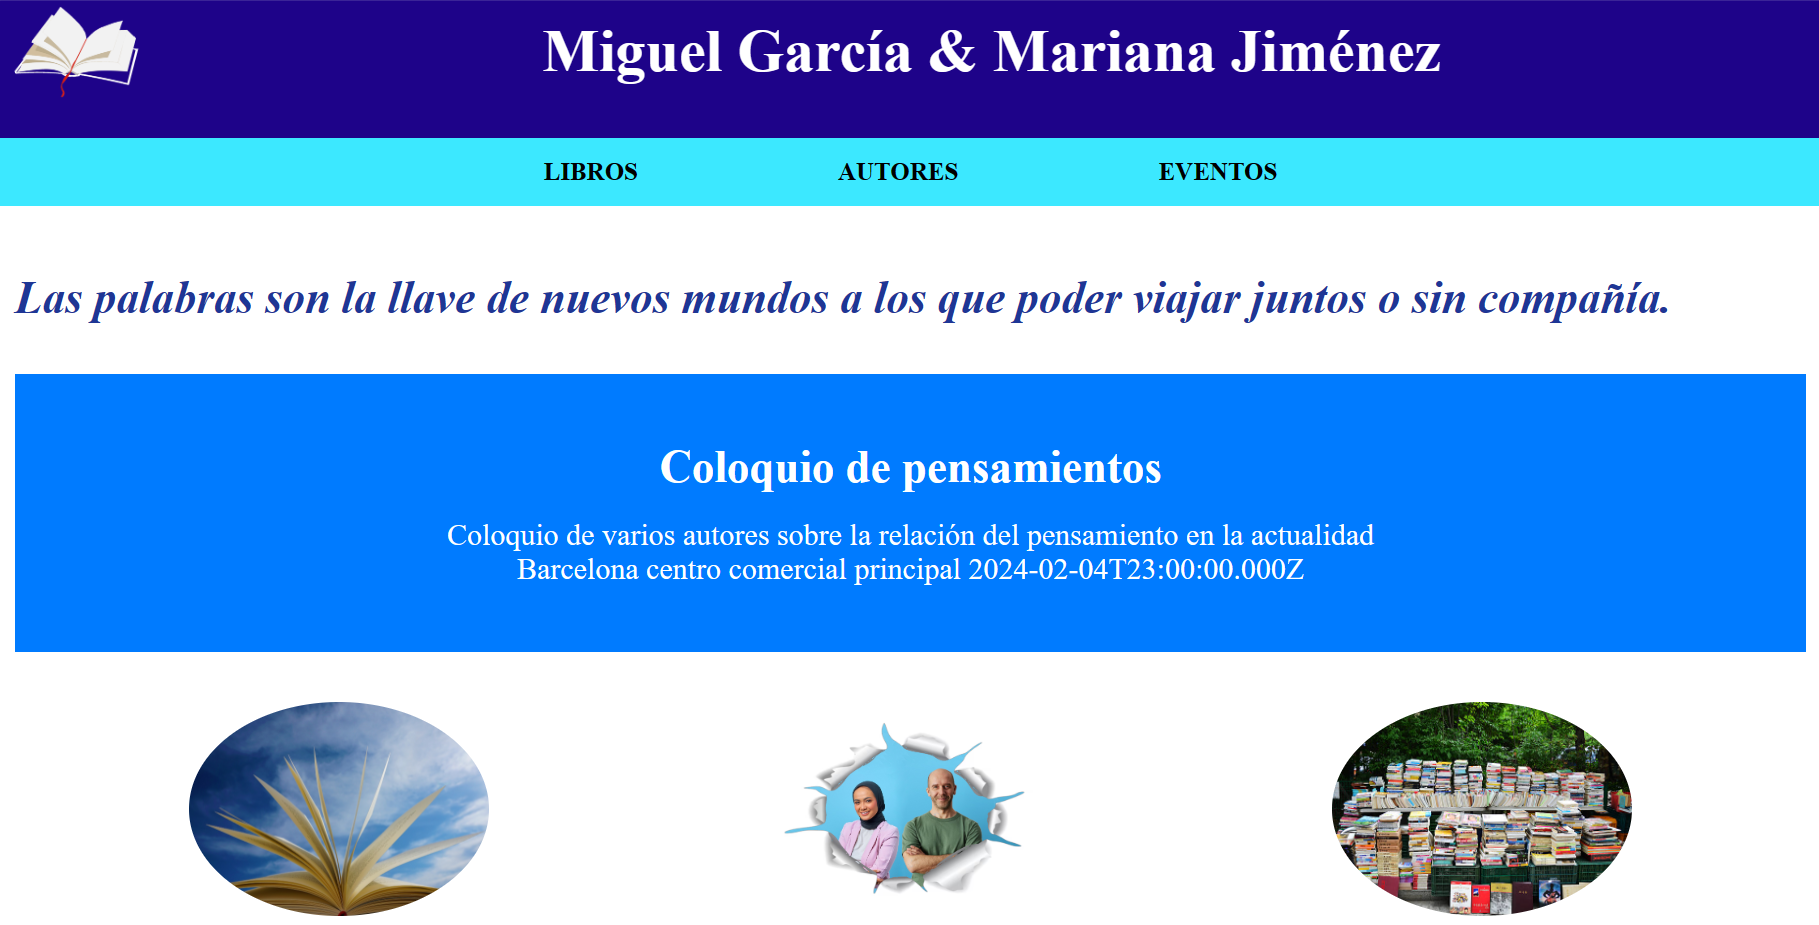 Miguel García & Mariana Jiménez
LIBROS AUTORES EVENTOS
Las palabras son la llave de nuevos mundos a los que poder viajar juntos o sin compañía.
Coloquio de pensamientos
Coloquio de varios autores sobre la relación del pensamiento en la actualidad
Barcelona centro comercial principal 2024-02-04T23:00:00.000Z